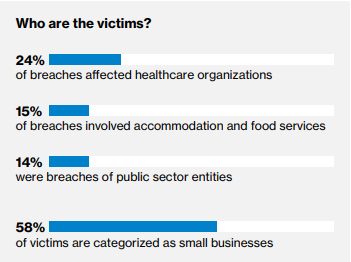 Who are the victims?
24%
of breaches affected healthcare organizations
15%
of breaches involved accommodation and food services
14%
were breaches of public sector entities
58%
of victims are categorized as small businesses